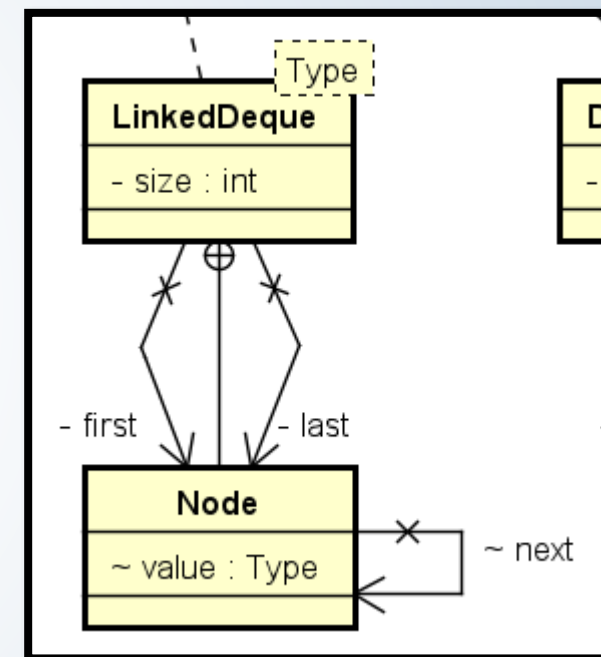 Type
LinkedDeque
- size : int
D
-
- first
- last
Node
~ value : Type
~ next